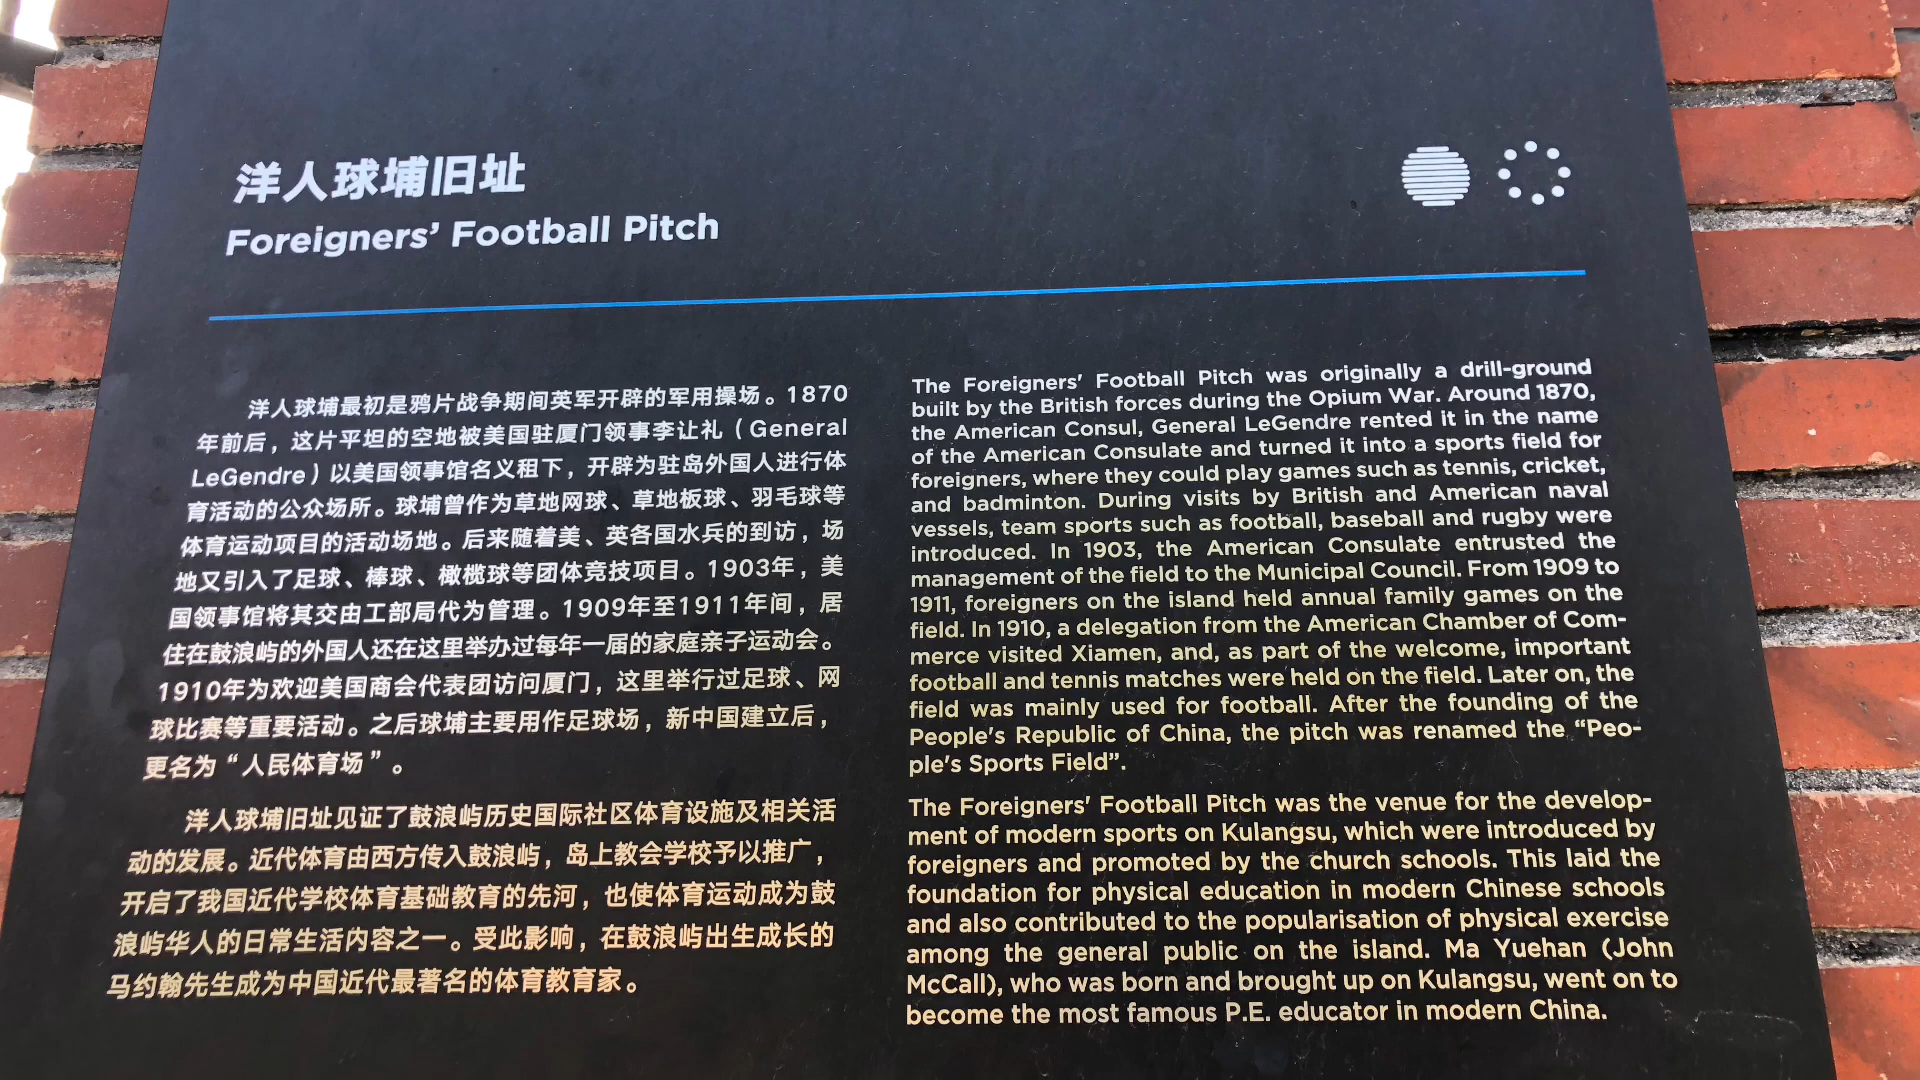 洋人球埔旧址
Foreigners’ Football Pitch
洋人球埔最初是鸦片战争期间英军开辟的军用操场。1870
年前后，这片平坦的空地被美国驻厦门领事李让礼（General
LeGendre）以美国领事馆名义租下，开辟为驻岛外国人进行体
育活动的公众场所。球埔曾作为草地网球、草地板球、羽毛球等
体育运动项目的活动场地。后来随着美、英各国水兵的到访，场
地又引入了足球、棒球、橄榄球等团体竞技项目。1903年，美
国领事馆将其交由工部局代为管理。1909年至1911年间，居
住在鼓浪屿的外国人还在这里举办过每年一届的家庭亲子运动会。
1910年为欢迎美国商会代表团访问厦门，这里举行过足球、网
球比赛等重要活动。之后球埔主要用作足球场，新中国建立后，
更名为“人民体育场”。
洋人球埔旧址见证了鼓浪屿历史国际社区体育设施及相关活
动的发展。近代体育由西方传入鼓浪屿，岛上教会学校予以推广，
开启了我国近代学校体育基础教育的先河，也使体育运动成为鼓
浪屿华人的日常生活内容之一。受此影响，在鼓浪屿出生成长的
马约翰先生成为中国近代最著名的体育教育家。
The Foreigners' Football Pitch was originally a drill-ground
built by the British forces during the Opium War. Around 1870,
the American Consul, General LeGendre rented it in the name
of the American Consulate and turned it into a sports field for
foreigners, where they could play games such as tennis, cricket,
and badminton. During visits by British and American naval
vessels, team sports such as football, baseball and rugby were
introduced. In 1903, the American Consulate entrusted the
management of the field to the Municipal Council. From 1909 to
1911, foreigners on the island held annual family games on the
field. In 1910, a delegation from the American Chamber of Com-
merce visited Xiamen, and, as part of the welcome, important
football and tennis matches were held on the field. Later on, the
field was mainly used for football. After the founding of the
People's Republic of China, the pitch was renamed the “Peo-
ple's Sports Field”.
The Foreigners' Football Pitch was the venue for the develop-
ment of modern sports on Kulangsu, which were introduced by
foreigners and promoted by the church schools. This laid the
foundation for physical education in modern Chinese schools
and also contributed to the popularisation of physical exercise
among the general public on the island. Ma Yuehan (John
McCall), who was born and brought up on Kulangsu, went on to
become the most famous P.E. educator in modern China.